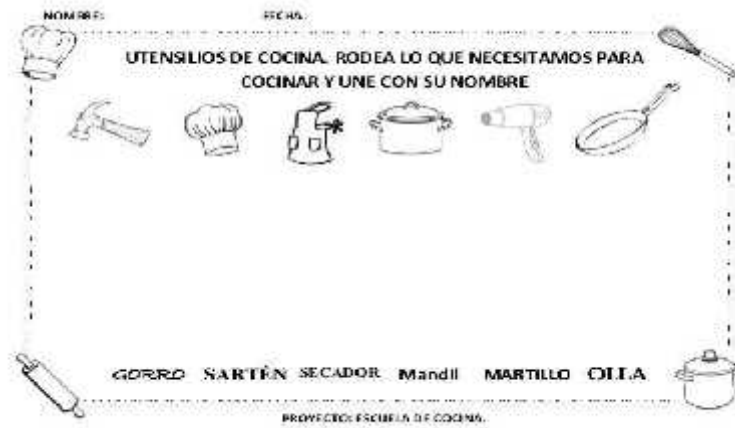 NOMBRE: FECHA:
UTENSILIOS DE COCINA. RODEA LO QUE NECESITAMOS PARA
COCINAR Y UNE CON SU NOMBRE
GORRO SARTÉN SECADOR Mandil MARTILLO OLLA
PROYECTO: ESCUELA DE COCINA.